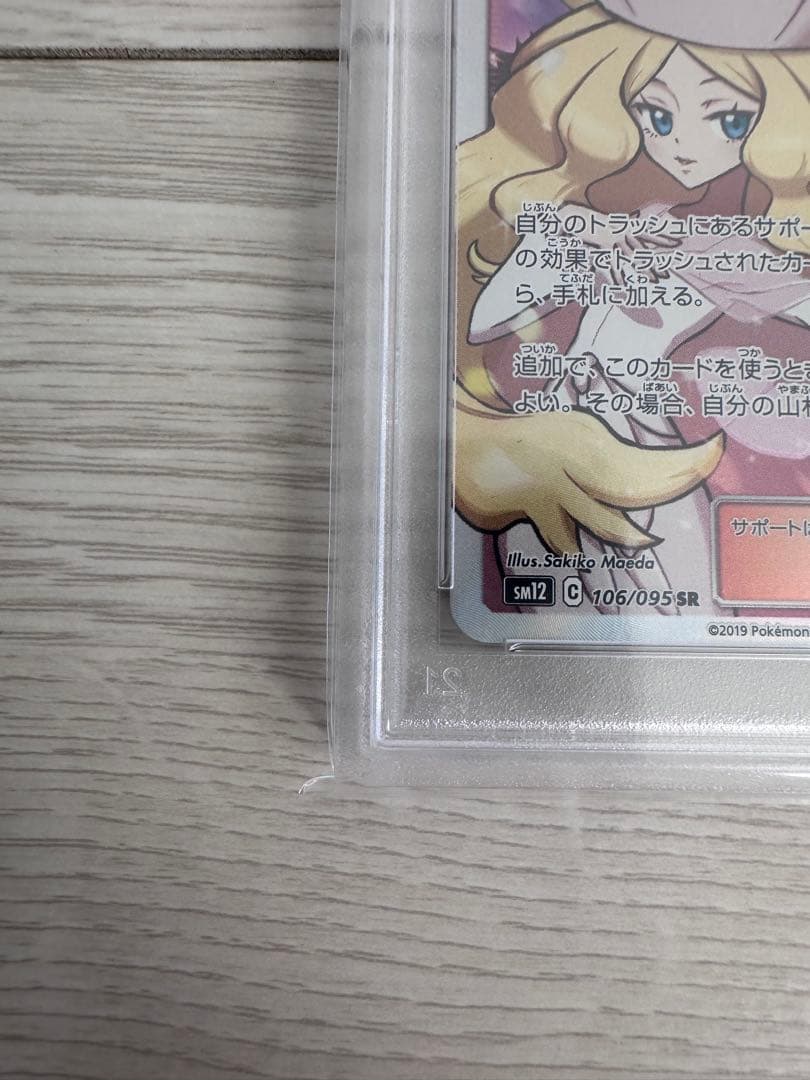 自分のトラッシュにあるサポー
の効果でトラッシュされたカー
ら、手札に加える。
追加で、このカードを使うとき
よい。その場合、自分の山札
サポートは
Illus.Sakiko Maeda
SM12 C 106/095 SR
©2019 Pokémon
21